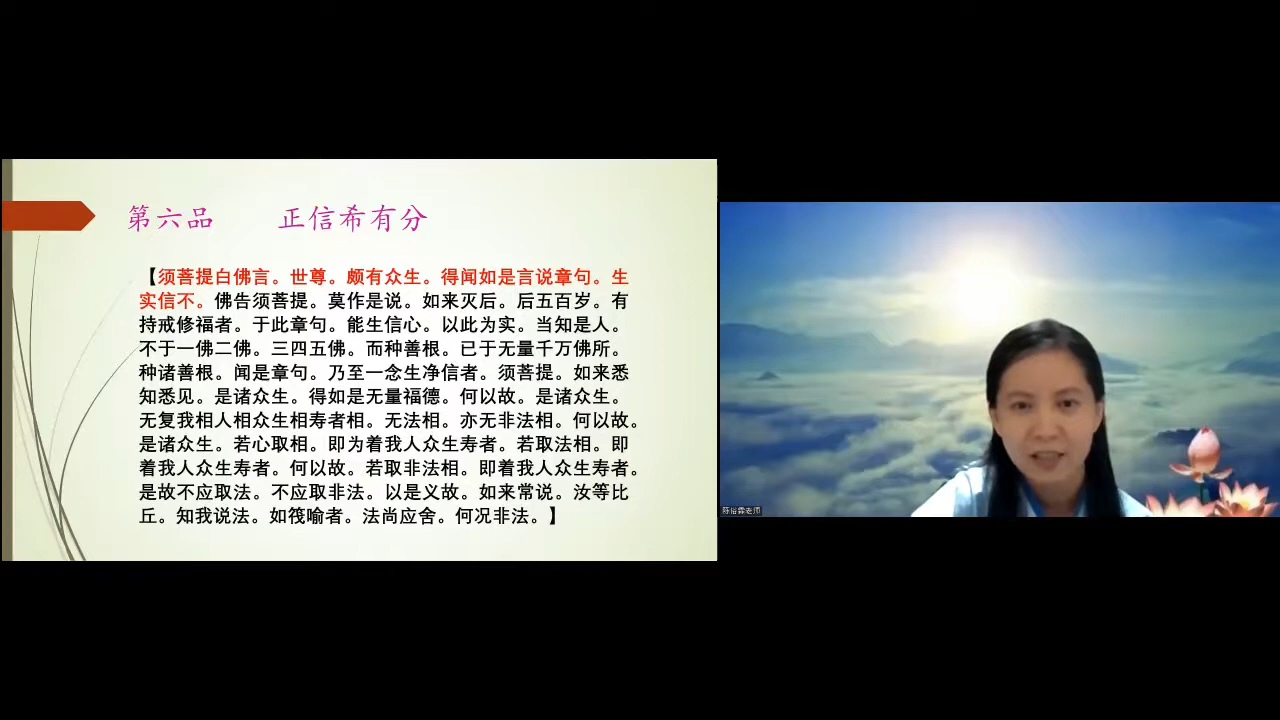 第六品 正信希有分
【须菩提白佛言。世尊。颇有众生。得闻如是言说章句。生
实信不。佛告须菩提。莫作是说。如来灭后。后五百岁。有
持戒修福者。于此章句。能生信心。以此为实。当知是人。
不于一佛二佛。三四五佛。而种善根。已于无量千万佛所。
种诸善根。闻是章句。乃至一念生净信者。须菩提。如来悉
知悉见。是诸众生。得如是无量福德。何以故。是诸众生。
无复我相人相众生相寿者相。无法相。亦无非法相。何以故。
是诸众生。若心取相。即为着我人众生寿者。若取法相。即
着我人众生寿者。何以故。若取非法相。即着我人众生寿者。
是故不应取法。不应取非法。以是义故。如来常说。汝等比
丘。知我说法。如筏喻者。法尚应舍。何况非法。】